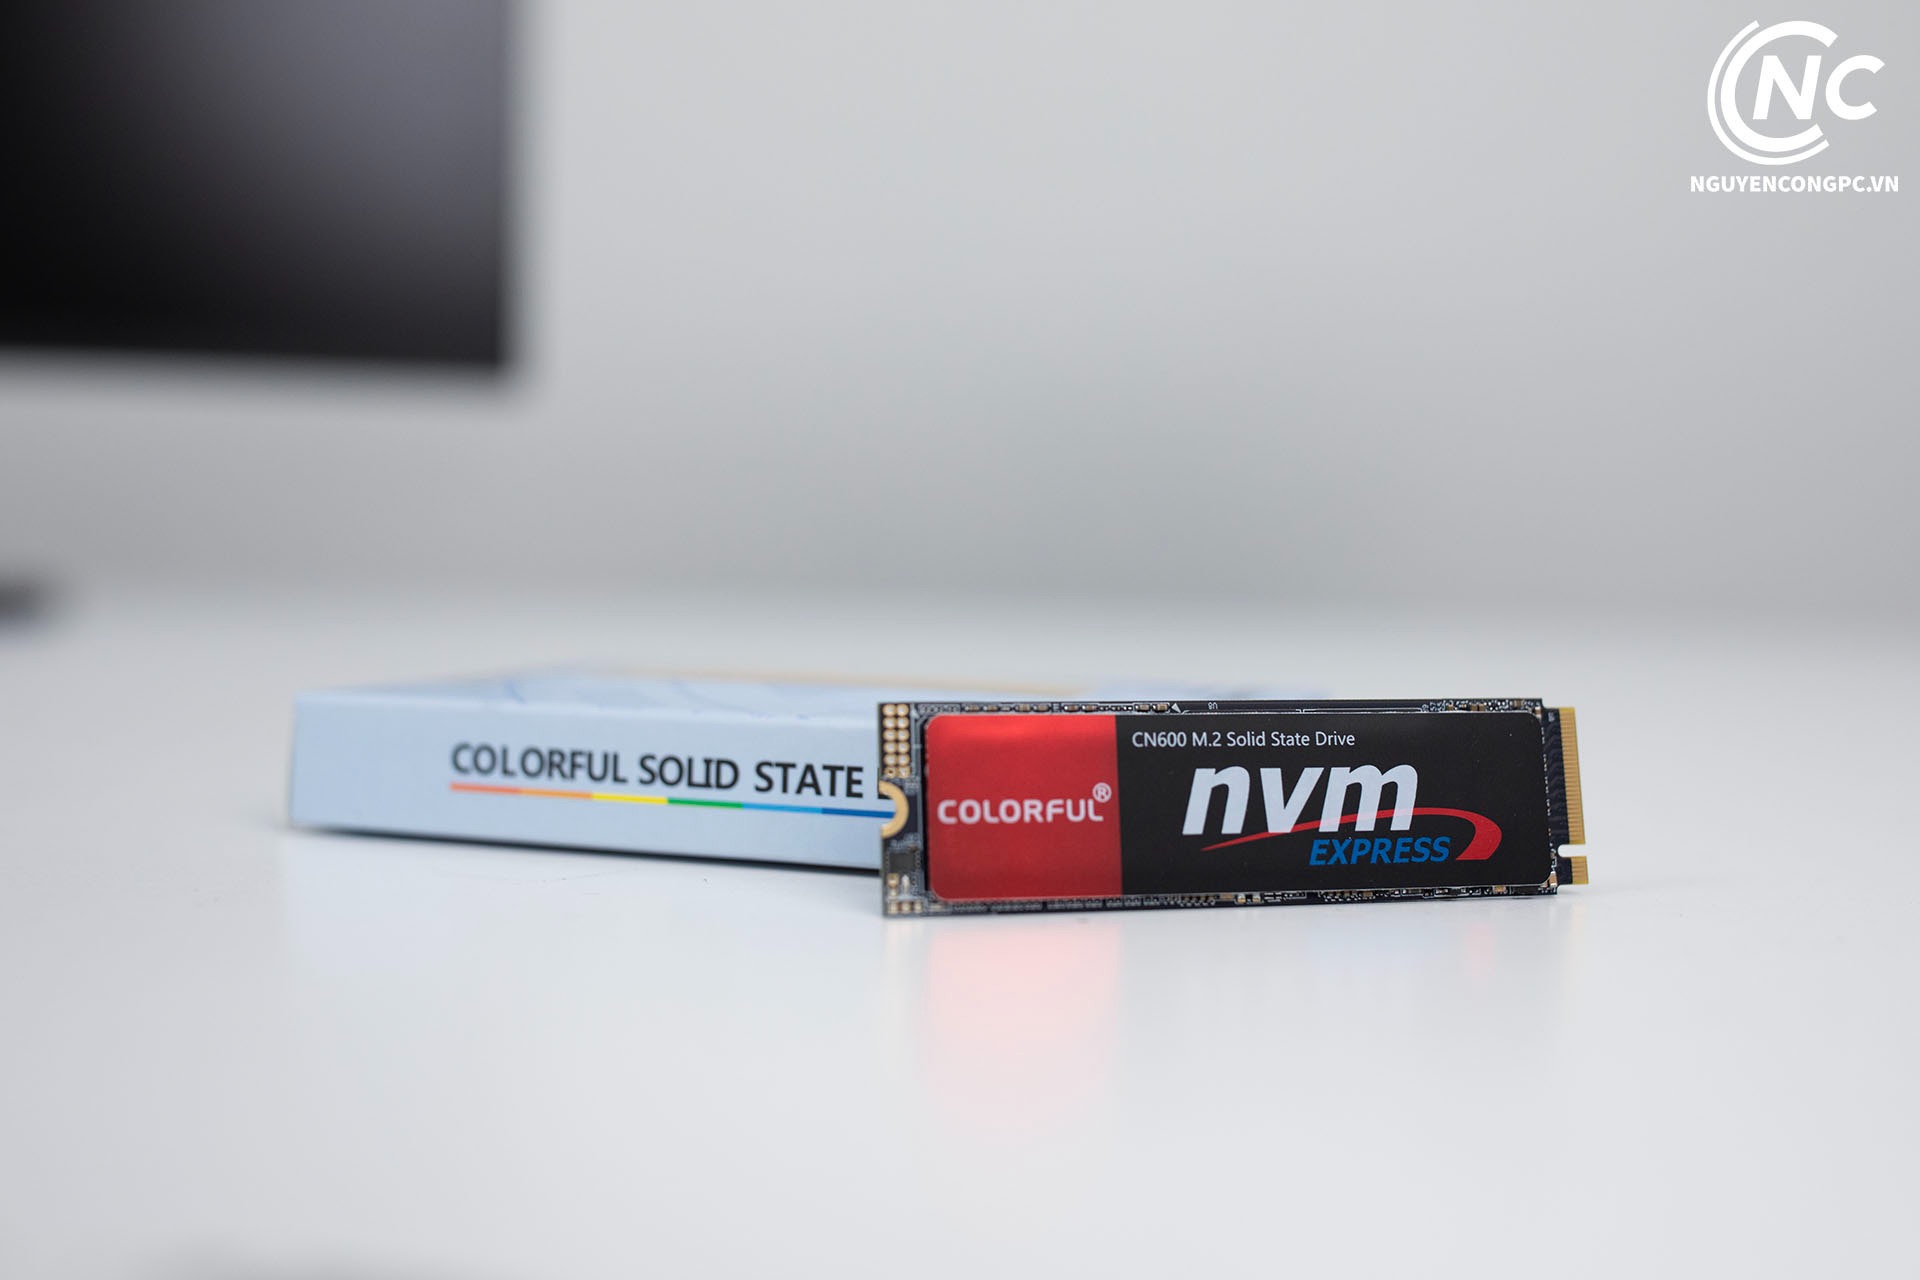 NC
NGUYENCONGPC.VN
COLORFUL SOLID STATE
COLORFUL®
CN600 M.2 Solid State Drive
nvm
EXPRESS